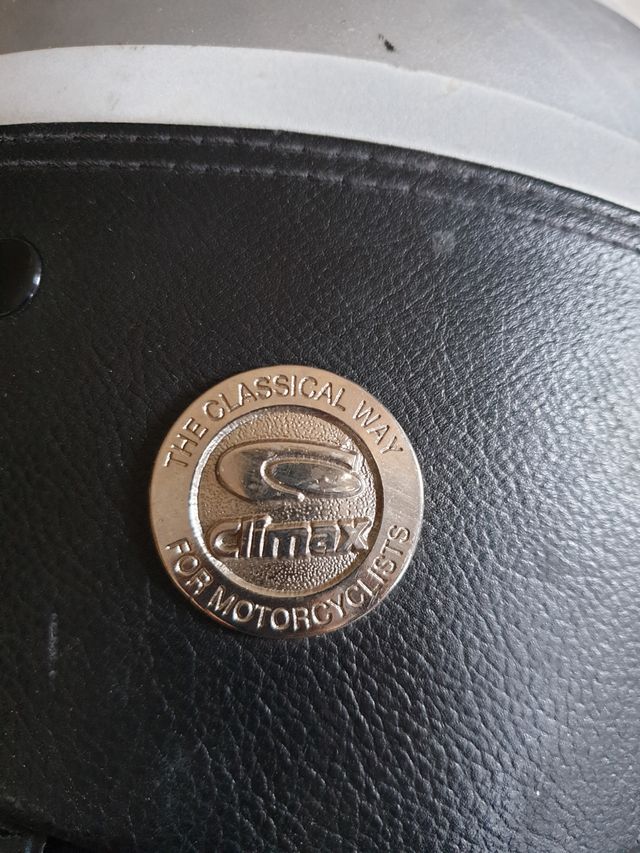 THE CLASSICAL WAY
climax
FOR MOTORCYCLISTS